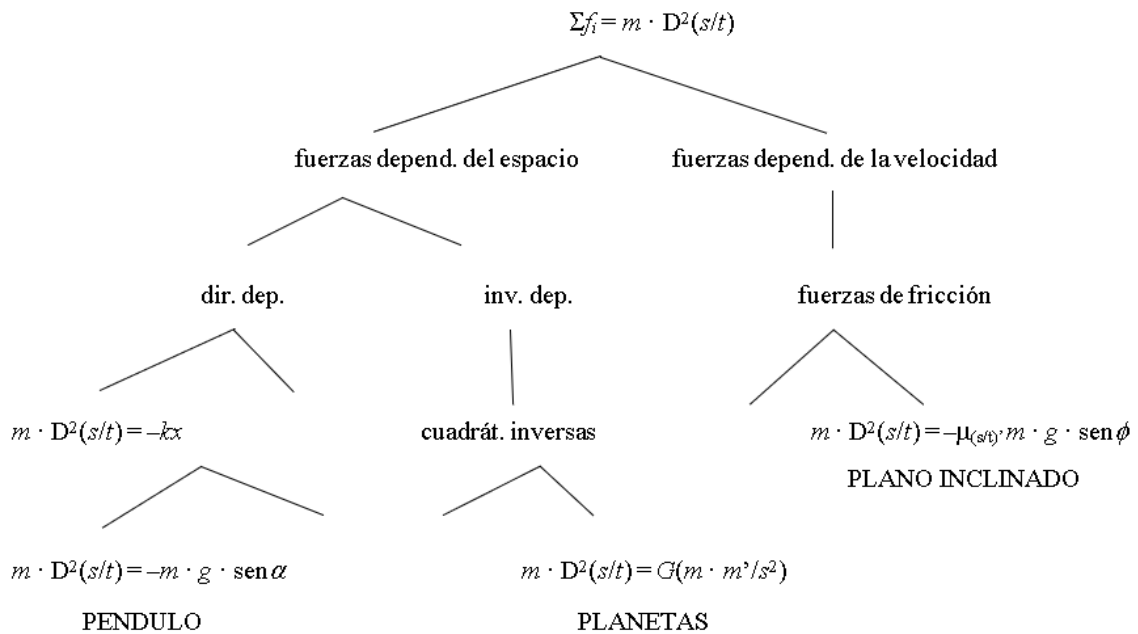 Σfᵢ = m · D²(s/t)
fuerzas depend. del espacio
fuerzas depend. de la velocidad
dir. dep.
inv. dep.
fuerzas de fricción
m · D²(s/t) = –kx
cuadrát. inversas
m · D²(s/t) = –μ(s/t)· m · g · sen ϕ
PLANO INCLINADO
m · D²(s/t) = –m · g · sen α
m · D²(s/t) = G(m · m’/s²)
PENDULO
PLANETAS